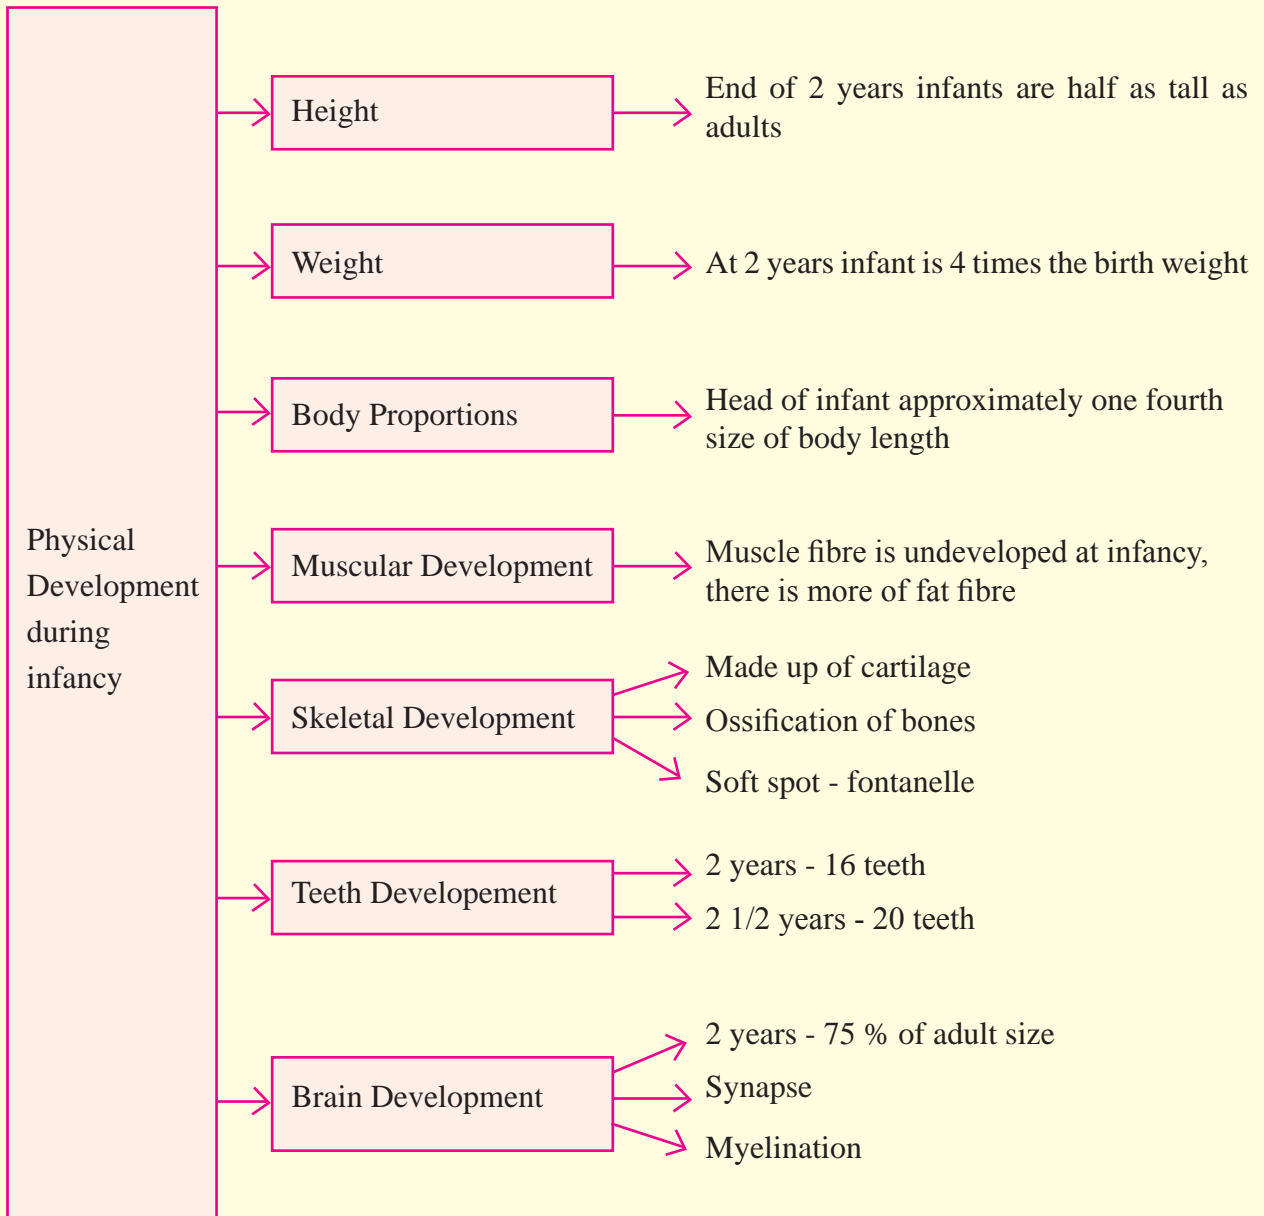 Physical
Development
during
infancy
Height
End of 2 years infants are half as tall as
adults
Weight
At 2 years infant is 4 times the birth weight
Body Proportions
Head of infant approximately one fourth
size of body length
Muscular Development
Muscle fibre is undeveloped at infancy,
there is more of fat fibre
Skeletal Development
Made up of cartilage
Ossification of bones
Soft spot - fontanelle
Teeth Developement
2 years - 16 teeth
2 1/2 years - 20 teeth
Brain Development
2 years - 75 % of adult size
Synapse
Myelination